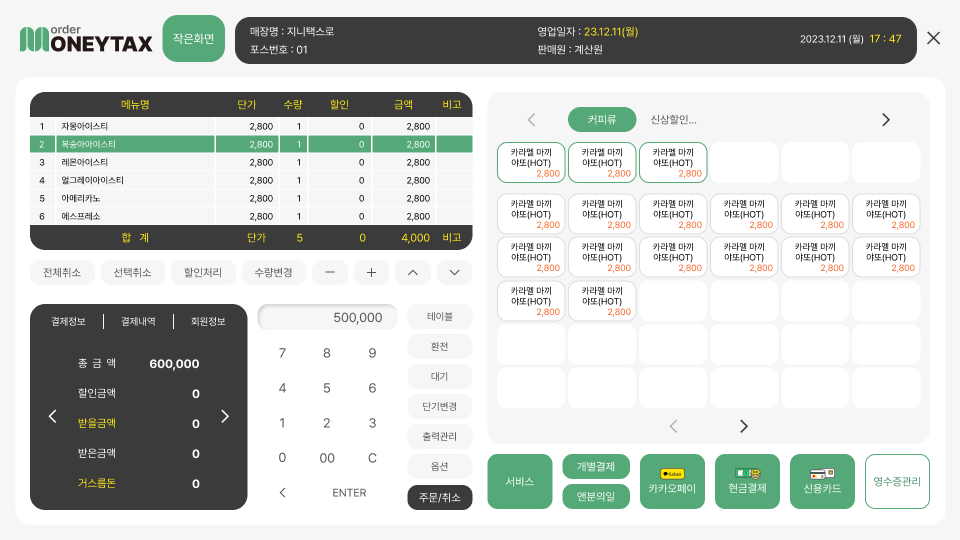 order
MONEYTAX
작은화면
매장명 : 지니택스로
포스번호 : 01
영업일자 : 23.12.11(월)
판매원 : 계산원
2023.12.11 (월) 17 : 47
메뉴명 단가 수량 할인 금액 비고
1 자몽아이스티 2,800 1 0 2,800
2 복숭아아이스티 2,800 1 0 2,800
3 레몬아이스티 2,800 1 0 2,800
4 얼그레이아이스티 2,800 1 0 2,800
5 아메리카노 2,800 1 0 2,800
6 에스프레소 2,800 1 0 2,800
합 계 단가 5 0 4,000 비고
전체취소 선택취소 할인처리 수량변경 − +
결제정보 결제내역 회원정보
총 금 액 600,000
할인금액 0
받을금액 0
받은금액 0
거스름돈 0
500,000
7 8 9
4 5 6
1 2 3
0 00 C
ENTER
테이블
환전
대기
단기변경
출력관리
옵션
주문/취소
커피류 신상할인...
카라멜 마끼 카라멜 마끼 카라멜 마끼
야또(HOT) 야또(HOT) 야또(HOT)
2,800 2,800 2,800
카라멜 마끼 카라멜 마끼 카라멜 마끼 카라멜 마끼 카라멜 마끼 카라멜 마끼
야또(HOT) 야또(HOT) 야또(HOT) 야또(HOT) 야또(HOT) 야또(HOT)
2,800 2,800 2,800 2,800 2,800 2,800
카라멜 마끼 카라멜 마끼 카라멜 마끼 카라멜 마끼 카라멜 마끼 카라멜 마끼
야또(HOT) 야또(HOT) 야또(HOT) 야또(HOT) 야또(HOT) 야또(HOT)
2,800 2,800 2,800 2,800 2,800 2,800
카라멜 마끼 카라멜 마끼
야또(HOT) 야또(HOT)
2,800 2,800
서비스
개별결제
앤분의일
Kakao
카카오페이
현금결제
신용카드
영수증관리